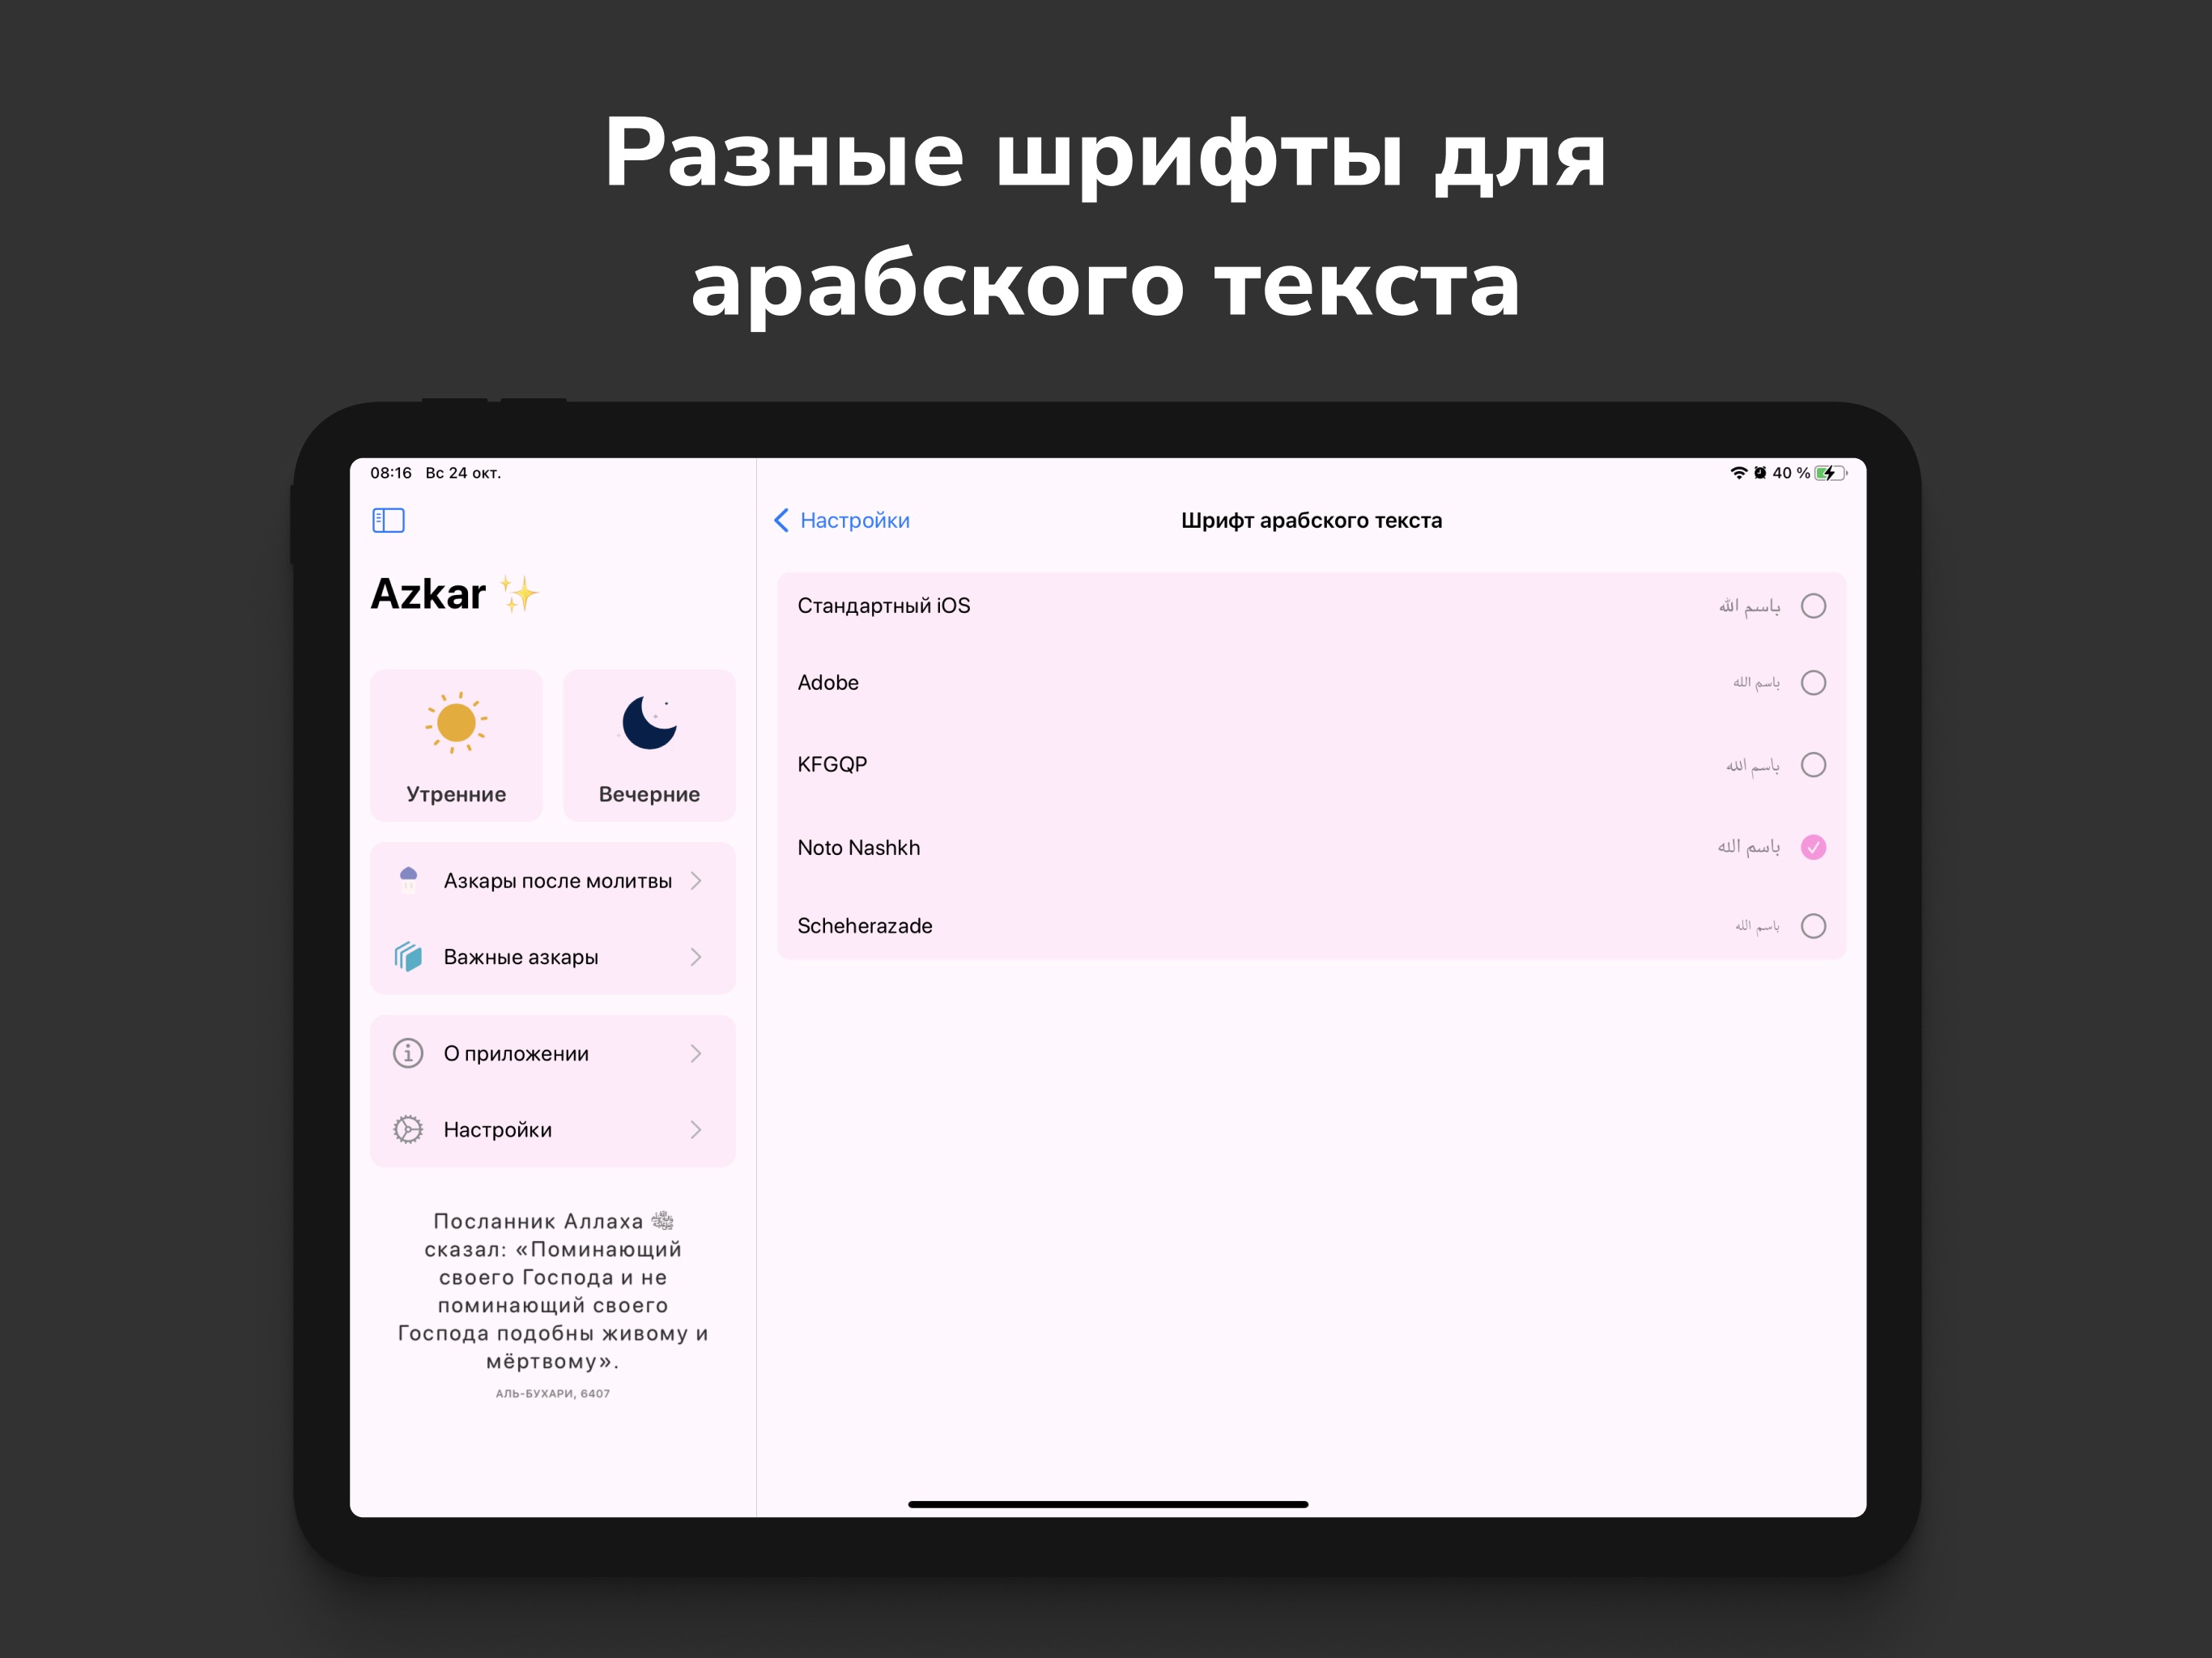 Разные шрифты для
арабского текста
08:16 Вс 24 окт.
40 %
Azkar ✨
Утренние
Вечерние
Азкары после молитвы
Важные азкары
О приложении
Настройки
Посланник Аллаха ﷺ
сказал: «Поминающий
своего Господа и не
поминающий своего
Господа подобны живому и
мёртвому».
АЛЬ-БУХАРИ, 6407
Настройки
Шрифт арабского текста
Стандартный iOS باسم الله
Adobe باسم الله
KFGQP باسم الله
Noto Nashkh باسم الله
Scheherazade باسم الله